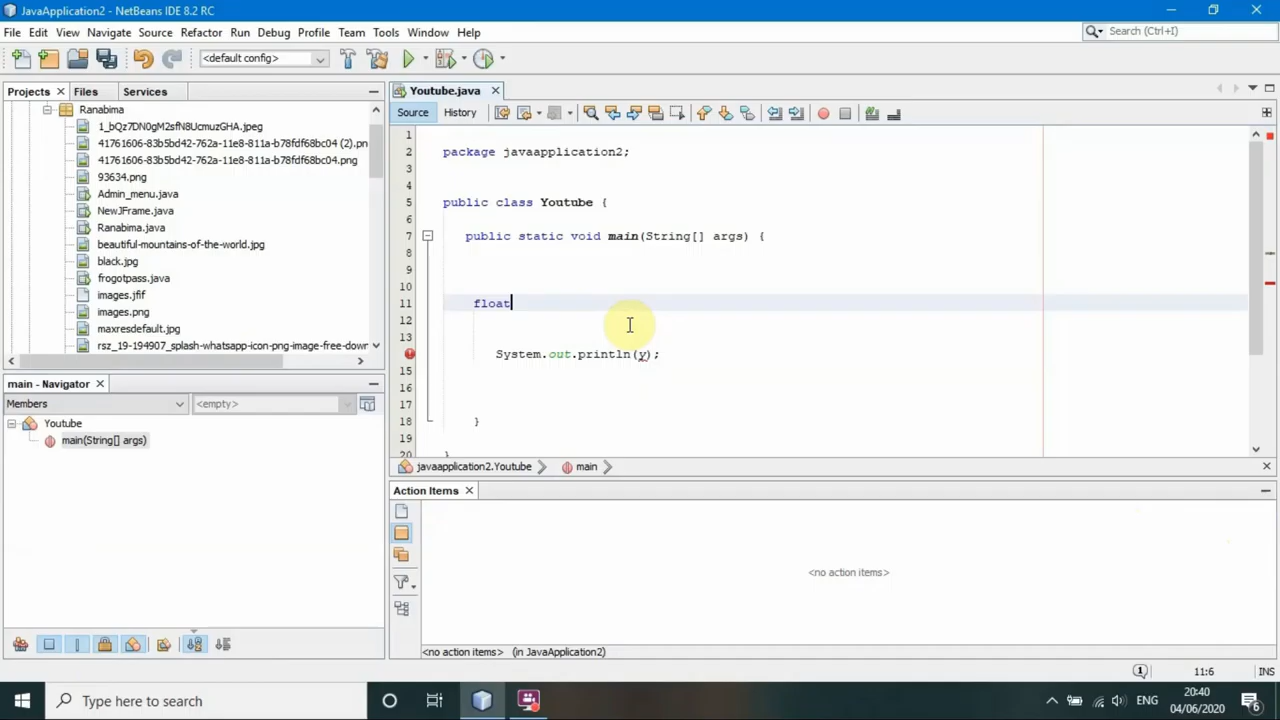 JavaApplication2 - NetBeans IDE 8.2 RC
File Edit View Navigate Source Refactor Run Debug Profile Team Tools Window Help
Search (Ctrl+I)
<default config>
Projects Files Services
Ranabima
1_bQz7DN0gM2sfN8UcmuzGHA.jpeg
41761606-83b5bd42-762a-11e8-811a-b78fdf68bc04 (2).pn
41761606-83b5bd42-762a-11e8-811a-b78fdf68bc04.png
93634.png
Admin_menu.java
NewJFrame.java
Ranabima.java
beautiful-mountains-of-the-world.jpg
black.jpg
frogotpass.java
images.jfif
images.png
maxresdefault.jpg
rsz_19-194907_splash-whatsapp-icon-png-image-free-down
main - Navigator
Members
<empty>
Youtube
main(String[] args)
Youtube.java
Source History
1
2 package javaapplication2;
3
4
5 public class Youtube {
6
7 public static void main(String[] args) {
8
9
10
11 float
12
13
System.out.println(y);
15
16
17
18 }
19
20 }
javaapplication2.Youtube main
Action Items
<no action items>
<no action items> (in JavaApplication2)
1 11:6 INS
Type here to search
ENG
20:40
04/06/2020
6